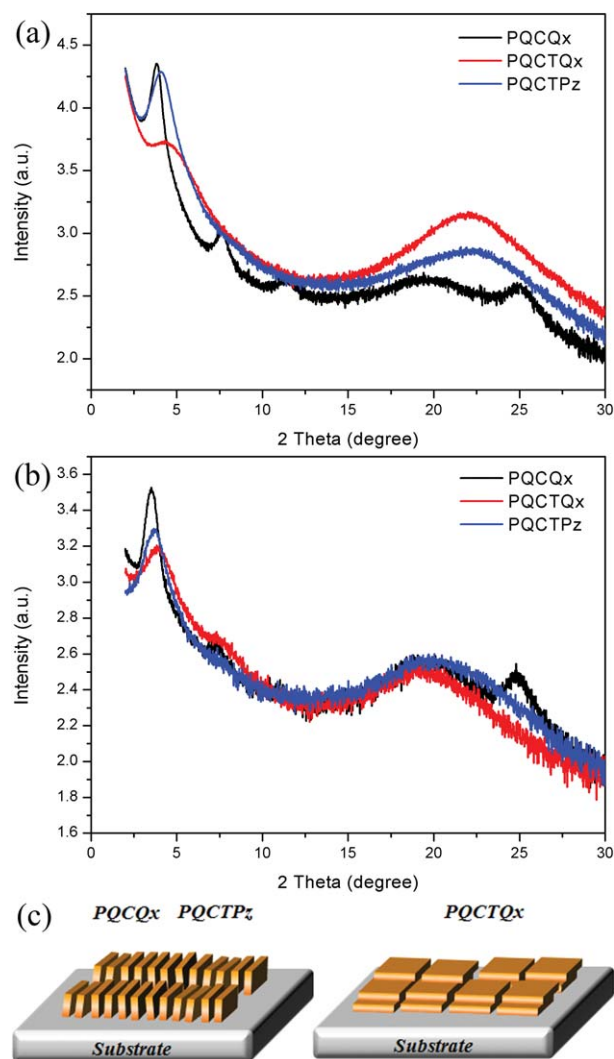 (a)
4.5
4.0
3.5
3.0
2.5
2.0
Intensity (a.u.)
PQCQx
PQCTQx
PQCTPz
0 5 10 15 20 25 30
2 Theta (degree)
(b)
3.6
3.4
3.2
3.0
2.8
2.6
2.4
2.2
2.0
1.8
1.6
Intensity (a.u.)
PQCQx
PQCTQx
PQCTPz
0 5 10 15 20 25 30
2 Theta (degree)
(c)
PQCQx PQCTPz PQCTQx
Substrate Substrate